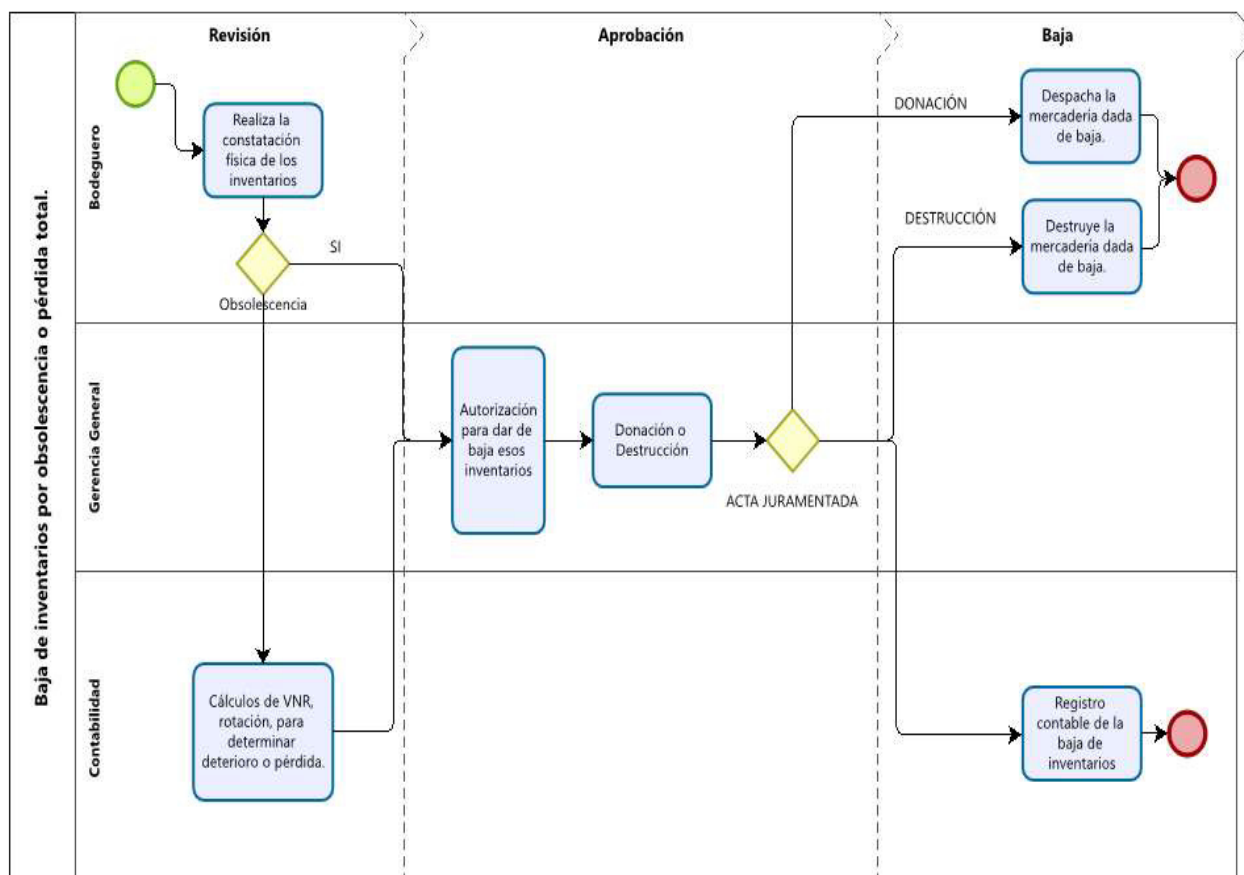 Baja de inventarios por obsolescencia o pérdida total.
Revisión
Aprobación
Baja
Bodeguero
Realiza la
constatación
física de los
inventarios
SI
Obsolescencia
DONACIÓN
Despacha la
mercadería dada
de baja.
DESTRUCCIÓN
Destruye la
mercadería dada
de baja.
Gerencia General
Autorización
para dar de
baja esos
inventarios
Donación o
Destrucción
ACTA JURAMENTADA
Contabilidad
Cálculos de VNR,
rotación, para
determinar
deterioro o pérdida.
Registro
contable de la
baja de
inventarios